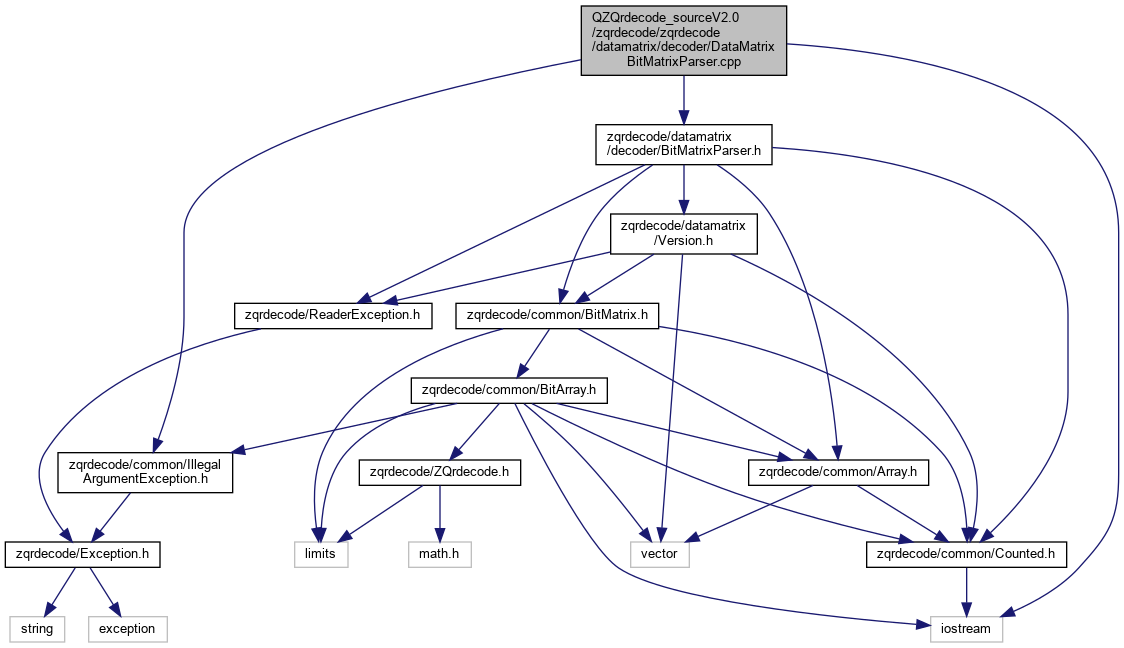 QZQrdecode_sourceV2.0
/zqrdecode/zqrdecode
/datamatrix/decoder/DataMatrix
BitMatrixParser.cpp
zqrdecode/datamatrix
/decoder/BitMatrixParser.h
zqrdecode/datamatrix
/Version.h
zqrdecode/ReaderException.h
zqrdecode/common/BitMatrix.h
zqrdecode/common/BitArray.h
zqrdecode/common/Illegal
ArgumentException.h
zqrdecode/ZQrdecode.h
zqrdecode/common/Array.h
zqrdecode/Exception.h
limits
math.h
vector
zqrdecode/common/Counted.h
string
exception
iostream